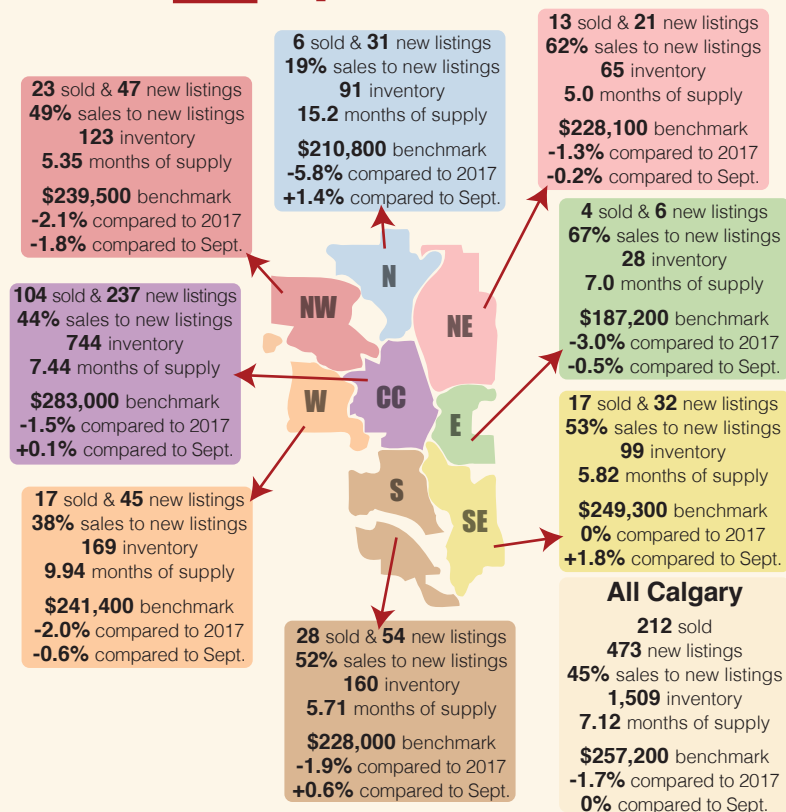 6 sold & 31 new listings
19% sales to new listings
91 inventory
15.2 months of supply
$210,800 benchmark
-5.8% compared to 2017
+1.4% compared to Sept.
13 sold & 21 new listings
62% sales to new listings
65 inventory
5.0 months of supply
$228,100 benchmark
-1.3% compared to 2017
-0.2% compared to Sept.
23 sold & 47 new listings
49% sales to new listings
123 inventory
5.35 months of supply
$239,500 benchmark
-2.1% compared to 2017
-1.8% compared to Sept.
4 sold & 6 new listings
67% sales to new listings
28 inventory
7.0 months of supply
$187,200 benchmark
-3.0% compared to 2017
-0.5% compared to Sept.
104 sold & 237 new listings
44% sales to new listings
744 inventory
7.44 months of supply
$283,000 benchmark
-1.5% compared to 2017
+0.1% compared to Sept.
N
NW
NE
W
CC
E
S
SE
17 sold & 32 new listings
53% sales to new listings
99 inventory
5.82 months of supply
$249,300 benchmark
0% compared to 2017
+1.8% compared to Sept.
17 sold & 45 new listings
38% sales to new listings
169 inventory
9.94 months of supply
$241,400 benchmark
-2.0% compared to 2017
-0.6% compared to Sept.
28 sold & 54 new listings
52% sales to new listings
160 inventory
5.71 months of supply
$228,000 benchmark
-1.9% compared to 2017
+0.6% compared to Sept.
All Calgary
212 sold
473 new listings
45% sales to new listings
1,509 inventory
7.12 months of supply
$257,200 benchmark
-1.7% compared to 2017
0% compared to Sept.